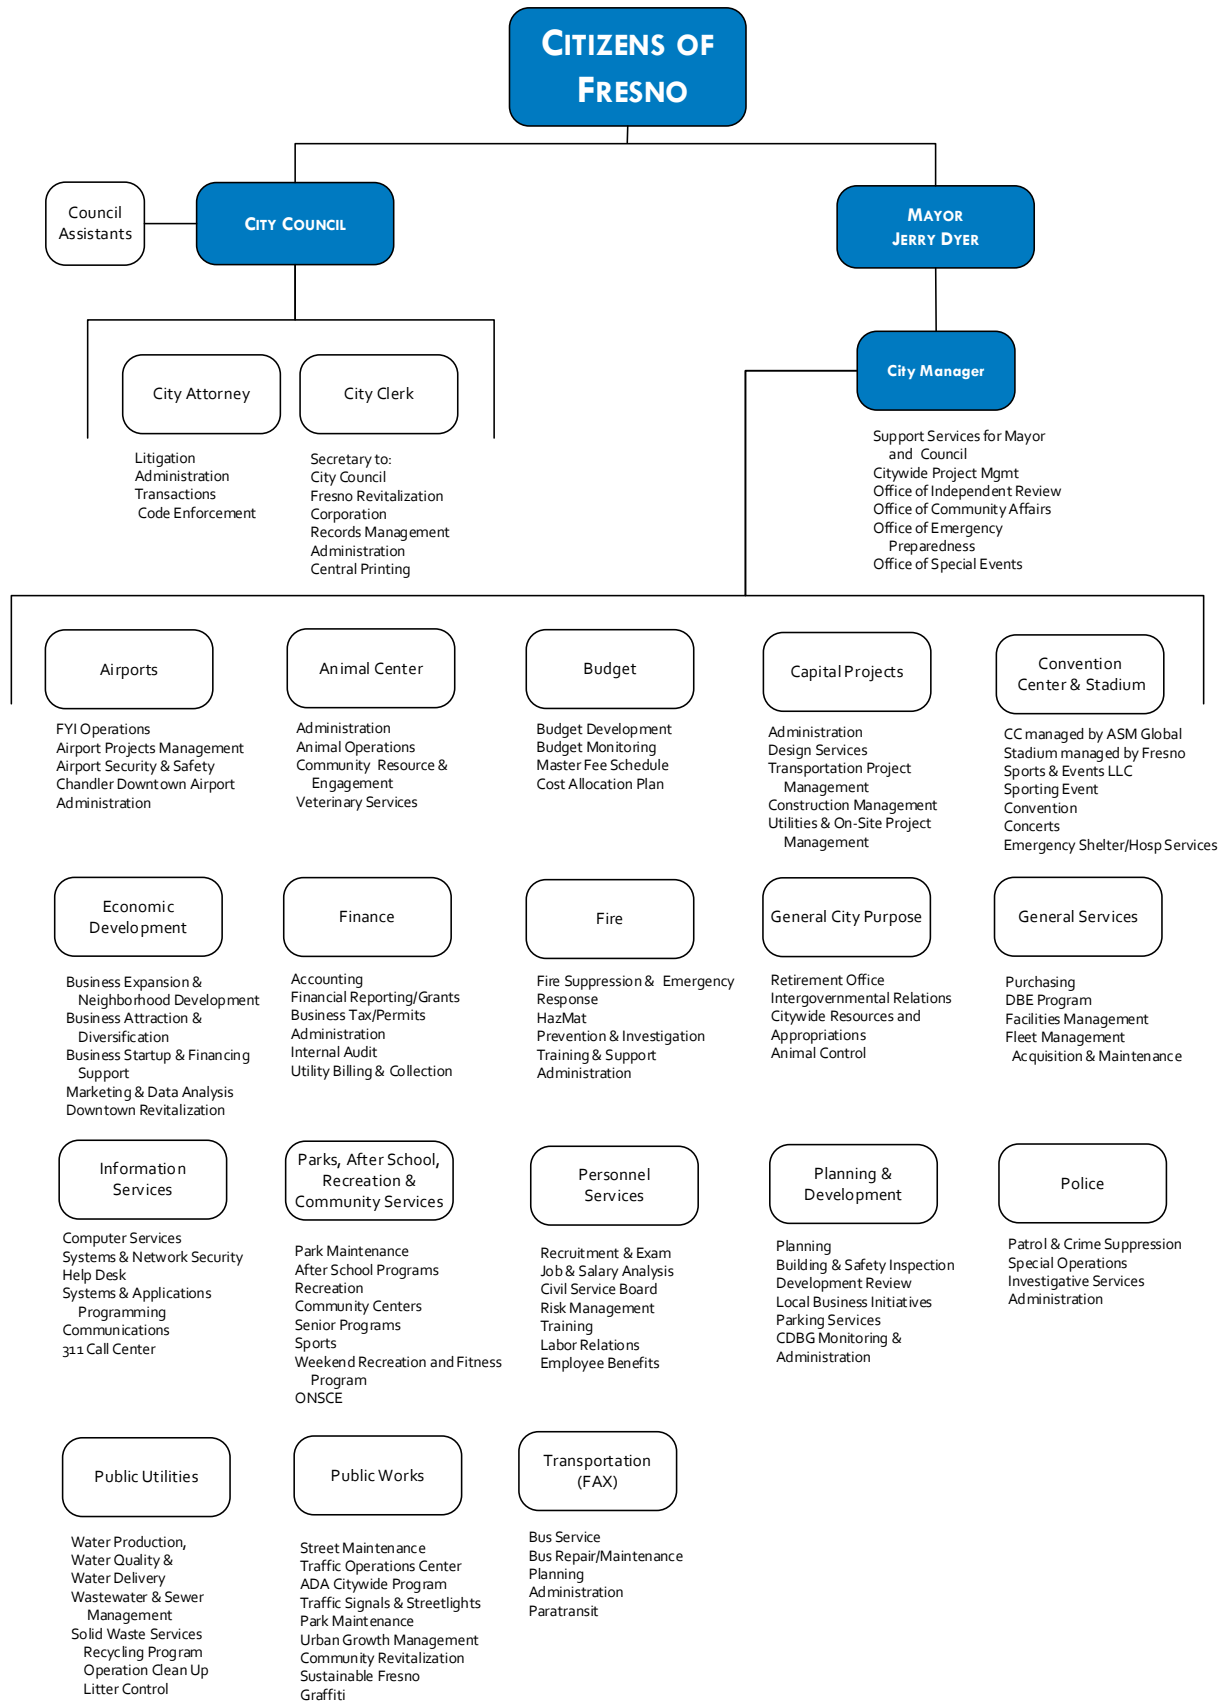 CITIZENS OF
FRESNO
Council
Assistants
CITY COUNCIL
MAYOR
JERRY DYER
City Attorney
City Clerk
City Manager
Litigation
Administration
Transactions
Code Enforcement
Secretary to:
City Council
Fresno Revitalization
Corporation
Records Management
Administration
Central Printing
Support Services for Mayor
and Council
Citywide Project Mgmt
Office of Independent Review
Office of Community Affairs
Office of Emergency
Preparedness
Office of Special Events
Airports
FYI Operations
Airport Projects Management
Airport Security & Safety
Chandler Downtown Airport
Administration
Animal Center
Administration
Animal Operations
Community Resource &
Engagement
Veterinary Services
Budget
Budget Development
Budget Monitoring
Master Fee Schedule
Cost Allocation Plan
Capital Projects
Administration
Design Services
Transportation Project
Management
Construction Management
Utilities & On-Site Project
Management
Convention
Center & Stadium
CC managed by ASM Global
Stadium managed by Fresno
Sports & Events LLC
Sporting Event
Convention
Concerts
Emergency Shelter/Hosp Services
Economic
Development
Business Expansion &
Neighborhood Development
Business Attraction &
Diversification
Business Startup & Financing
Support
Marketing & Data Analysis
Downtown Revitalization
Finance
Accounting
Financial Reporting/Grants
Business Tax/Permits
Administration
Internal Audit
Utility Billing & Collection
Fire
Fire Suppression & Emergency
Response
HazMat
Prevention & Investigation
Training & Support
Administration
General City Purpose
Retirement Office
Intergovernmental Relations
Citywide Resources and
Appropriations
Animal Control
General Services
Purchasing
DBE Program
Facilities Management
Fleet Management
Acquisition & Maintenance
Information
Services
Computer Services
Systems & Network Security
Help Desk
Systems & Applications
Programming
Communications
311 Call Center
Parks, After School,
Recreation &
Community Services
Park Maintenance
After School Programs
Recreation
Community Centers
Senior Programs
Sports
Weekend Recreation and Fitness
Program
ONSCE
Personnel
Services
Recruitment & Exam
Job & Salary Analysis
Civil Service Board
Risk Management
Training
Labor Relations
Employee Benefits
Planning &
Development
Planning
Building & Safety Inspection
Development Review
Local Business Initiatives
Parking Services
CDBG Monitoring &
Administration
Police
Patrol & Crime Suppression
Special Operations
Investigative Services
Administration
Public Utilities
Water Production,
Water Quality &
Water Delivery
Wastewater & Sewer
Management
Solid Waste Services
Recycling Program
Operation Clean Up
Litter Control
Public Works
Street Maintenance
Traffic Operations Center
ADA Citywide Program
Traffic Signals & Streetlights
Park Maintenance
Urban Growth Management
Community Revitalization
Sustainable Fresno
Graffiti
Transportation
(FAX)
Bus Service
Bus Repair/Maintenance
Planning
Administration
Paratransit